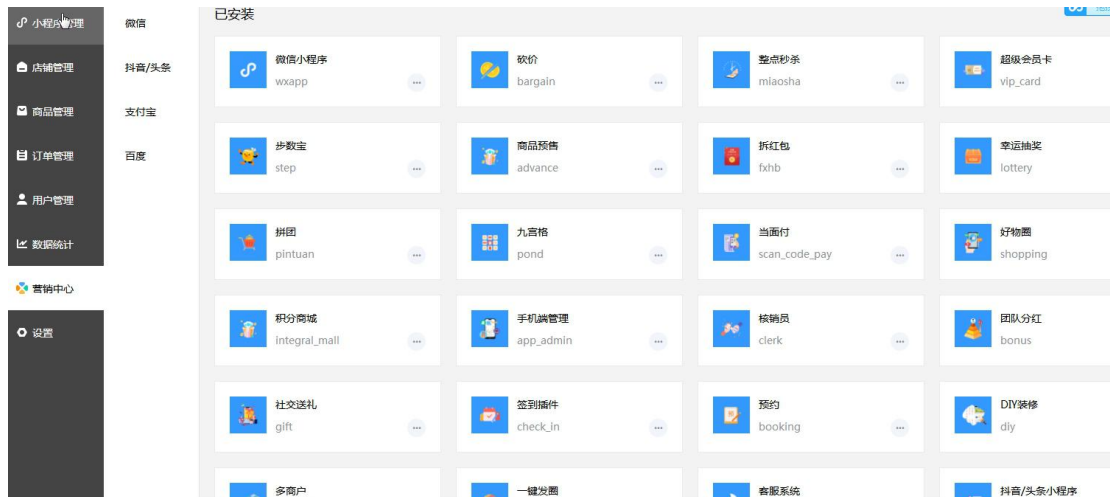 小程序管理
店铺管理
商品管理
订单管理
用户管理
数据统计
营销中心
设置
微信
抖音/头条
支付宝
百度
已安装
微信小程序
wxapp
砍价
bargain
整点秒杀
miaosha
超级会员卡
vip_card
步数宝
step
商品预售
advance
拆红包
fxhb
幸运抽奖
lottery
拼团
pintuan
九宫格
pond
当面付
scan_code_pay
好物圈
shopping
积分商城
integral_mall
手机端管理
app_admin
核销员
clerk
团队分红
bonus
社交送礼
gift
签到插件
check_in
预约
booking
DIY装修
diy
多商户
一键发圈
客服系统
抖音/头条小程序